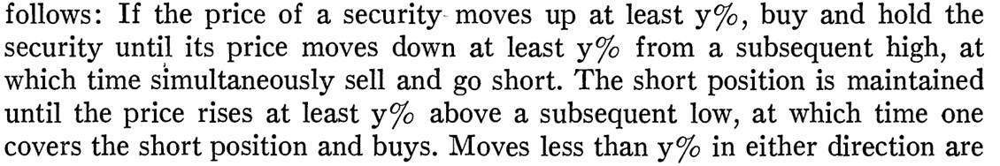 follows: If the price of a security moves up at least y%, buy and hold the
security until its price moves down at least y% from a subsequent high, at
which time simultaneously sell and go short. The short position is maintained
until the price rises at least y% above a subsequent low, at which time one
covers the short position and buys. Moves less than y% in either direction are